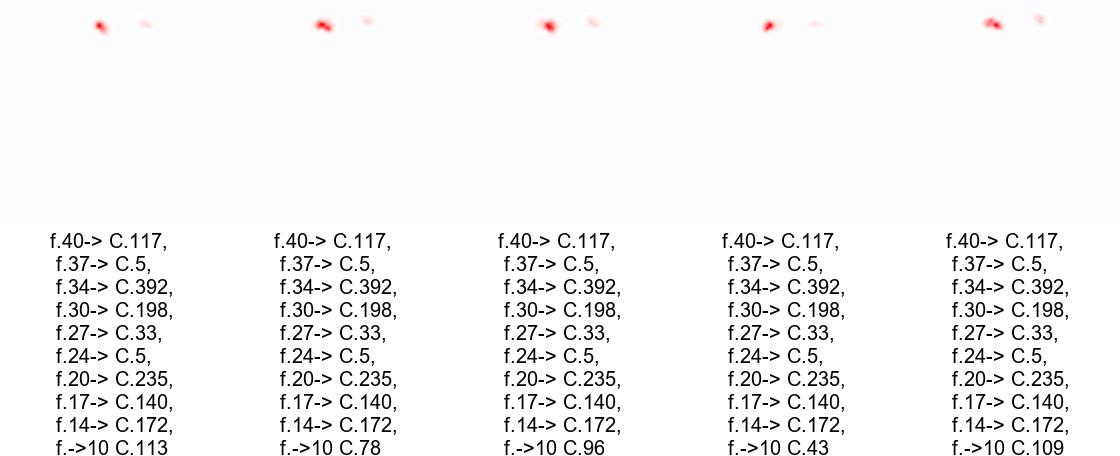 f.40-> C.117, f.40-> C.117, f.40-> C.117, f.40-> C.117, f.40-> C.117,
f.37-> C.5, f.37-> C.5, f.37-> C.5, f.37-> C.5, f.37-> C.5,
f.34-> C.392, f.34-> C.392, f.34-> C.392, f.34-> C.392, f.34-> C.392,
f.30-> C.198, f.30-> C.198, f.30-> C.198, f.30-> C.198, f.30-> C.198,
f.27-> C.33, f.27-> C.33, f.27-> C.33, f.27-> C.33, f.27-> C.33,
f.24-> C.5, f.24-> C.5, f.24-> C.5, f.24-> C.5, f.24-> C.5,
f.20-> C.235, f.20-> C.235, f.20-> C.235, f.20-> C.235, f.20-> C.235,
f.17-> C.140, f.17-> C.140, f.17-> C.140, f.17-> C.140, f.17-> C.140,
f.14-> C.172, f.14-> C.172, f.14-> C.172, f.14-> C.172, f.14-> C.172,
f.->10 C.113 f.->10 C.78 f.->10 C.96 f.->10 C.43 f.->10 C.109